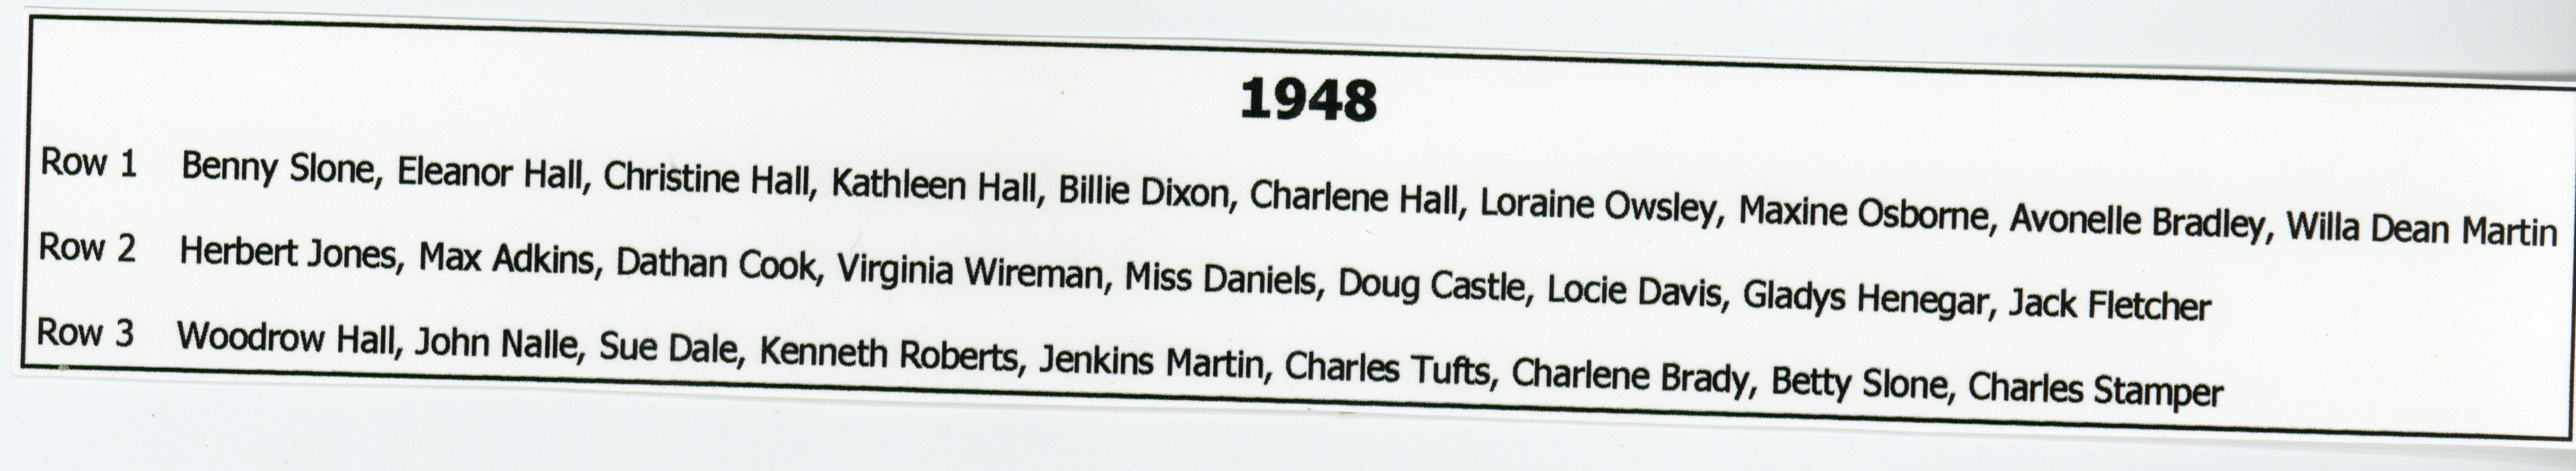 1948
Row 1 Benny Slone, Eleanor Hall, Christine Hall, Kathleen Hall, Billie Dixon, Charlene Hall, Loraine Owsley, Maxine Osborne, Avonelle Bradley, Willa Dean Martin
Row 2 Herbert Jones, Max Adkins, Dathan Cook, Virginia Wireman, Miss Daniels, Doug Castle, Locie Davis, Gladys Henegar, Jack Fletcher
Row 3 Woodrow Hall, John Nalle, Sue Dale, Kenneth Roberts, Jenkins Martin, Charles Tufts, Charlene Brady, Betty Slone, Charles Stamper